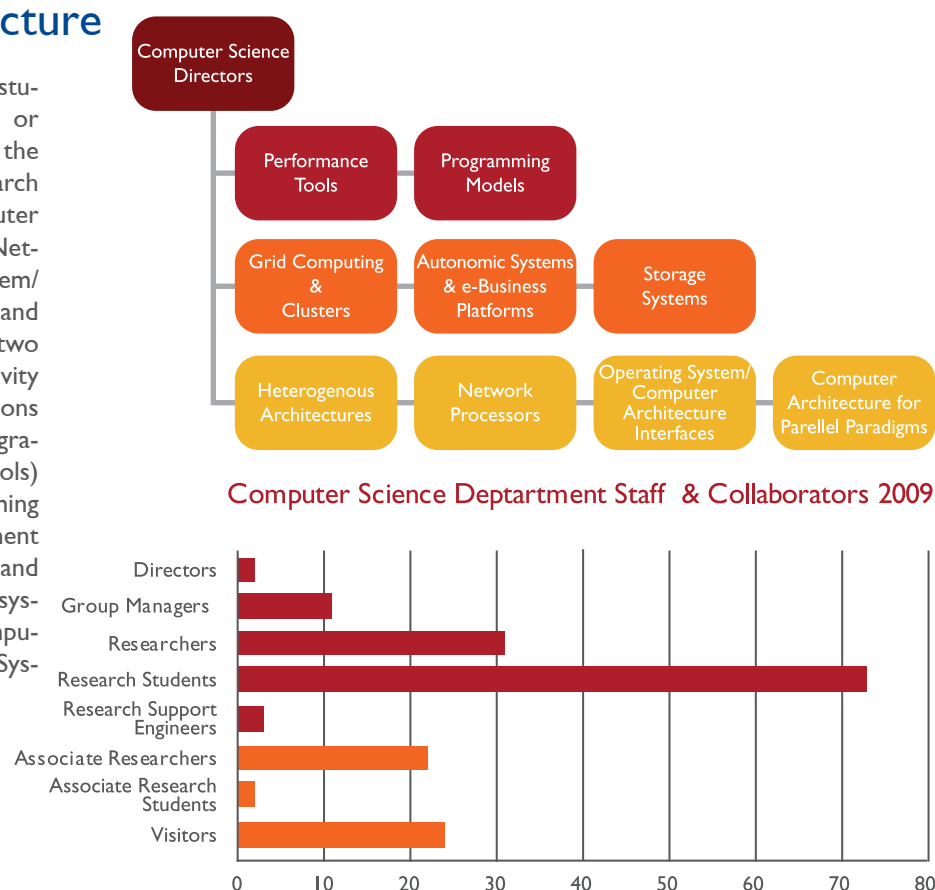 cture
stu-
or
the
arch
uter
Net-
em/
and
two
vity
ons
gra-
ols)
ning
nent
and
sys-
npu-
Sys-
Computer Science
Directors
Performance
Tools
Programming
Models
Grid Computing
&
Clusters
Autonomic Systems
& e-Business
Platforms
Storage
Systems
Heterogenous
Architectures
Network
Processors
Operating System/
Computer
Architecture
Interfaces
Computer
Architecture for
Parellel Paradigms
Computer Science Deptartment Staff & Collaborators 2009
Directors
Group Managers
Researchers
Research Students
Research Support
Engineers
Associate Researchers
Associate Research
Students
Visitors
0 10 20 30 40 50 60 70 80